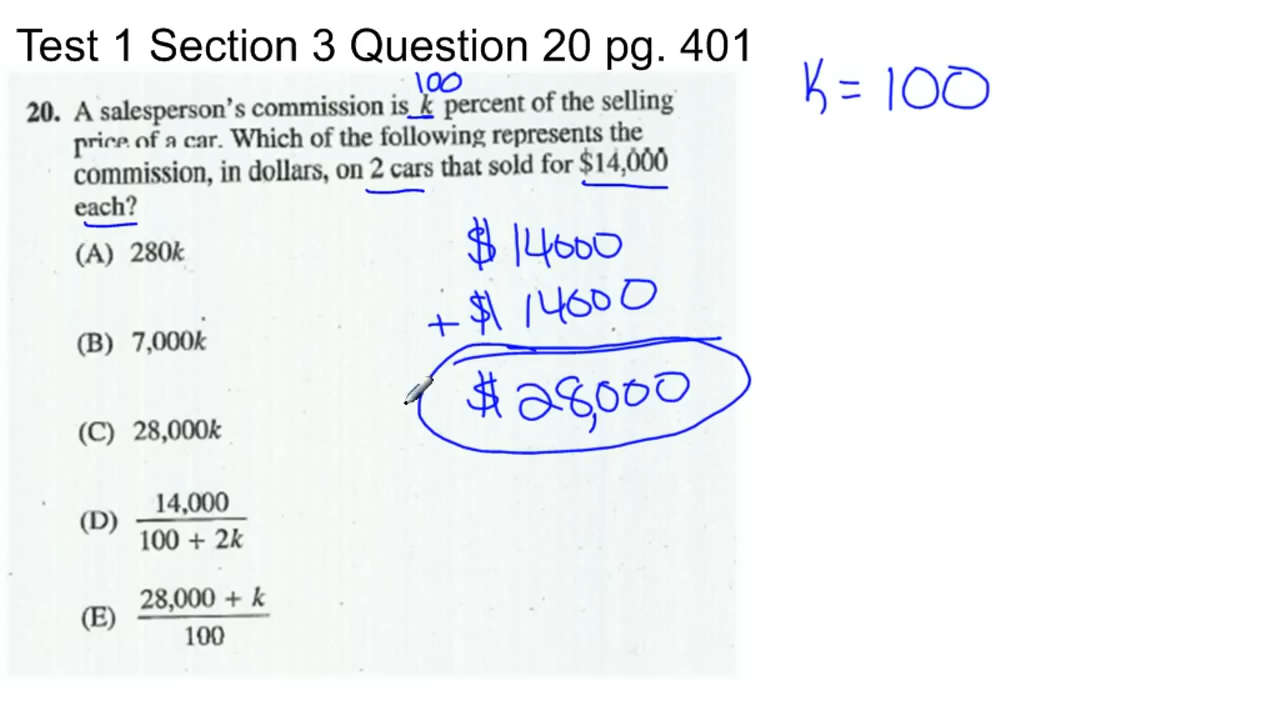 Test 1 Section 3 Question 20 pg. 401
K = 100
100
20. A salesperson's commission is k percent of the selling
price of a car. Which of the following represents the
commission, in dollars, on 2 cars that sold for $14,000
each?
(A) 280k
(B) 7,000k
(C) 28,000k
(D) 14,000
100 + 2k
(E) 28,000 + k
100
$ 14000
+ $ 14000
$ 28,000